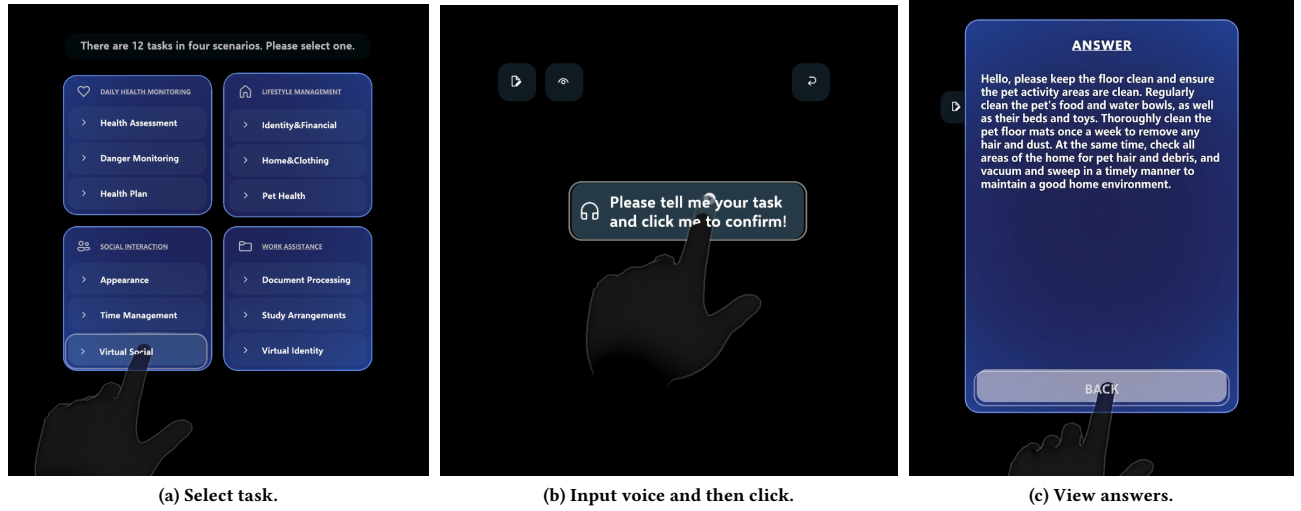 There are 12 tasks in four scenarios. Please select one.
DAILY HEALTH MONITORING
Health Assessment
Danger Monitoring
Health Plan
LIFESTYLE MANAGEMENT
Identity&Financial
Home&Clothing
Pet Health
SOCIAL INTERACTION
Appearance
Time Management
Virtual Social
WORK ASSISTANCE
Document Processing
Study Arrangements
Virtual Identity
(a) Select task.
Please tell me your task
and click me to confirm!
(b) Input voice and then click.
ANSWER
Hello, please keep the floor clean and ensure
the pet activity areas are clean. Regularly
clean the pet's food and water bowls, as well
as their beds and toys. Thoroughly clean the
pet floor mats once a week to remove any
hair and dust. At the same time, check all
areas of the home for pet hair and debris, and
vacuum and sweep in a timely manner to
maintain a good home environment.
BACK
(c) View answers.